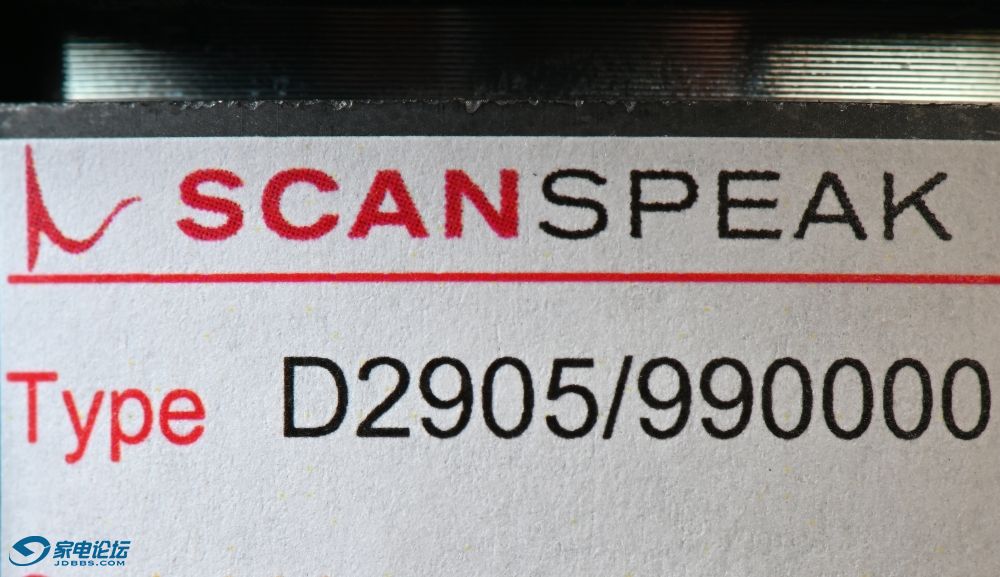 SCANSPEAK
Type D2905/990000
家电论坛
JDBBS.COM